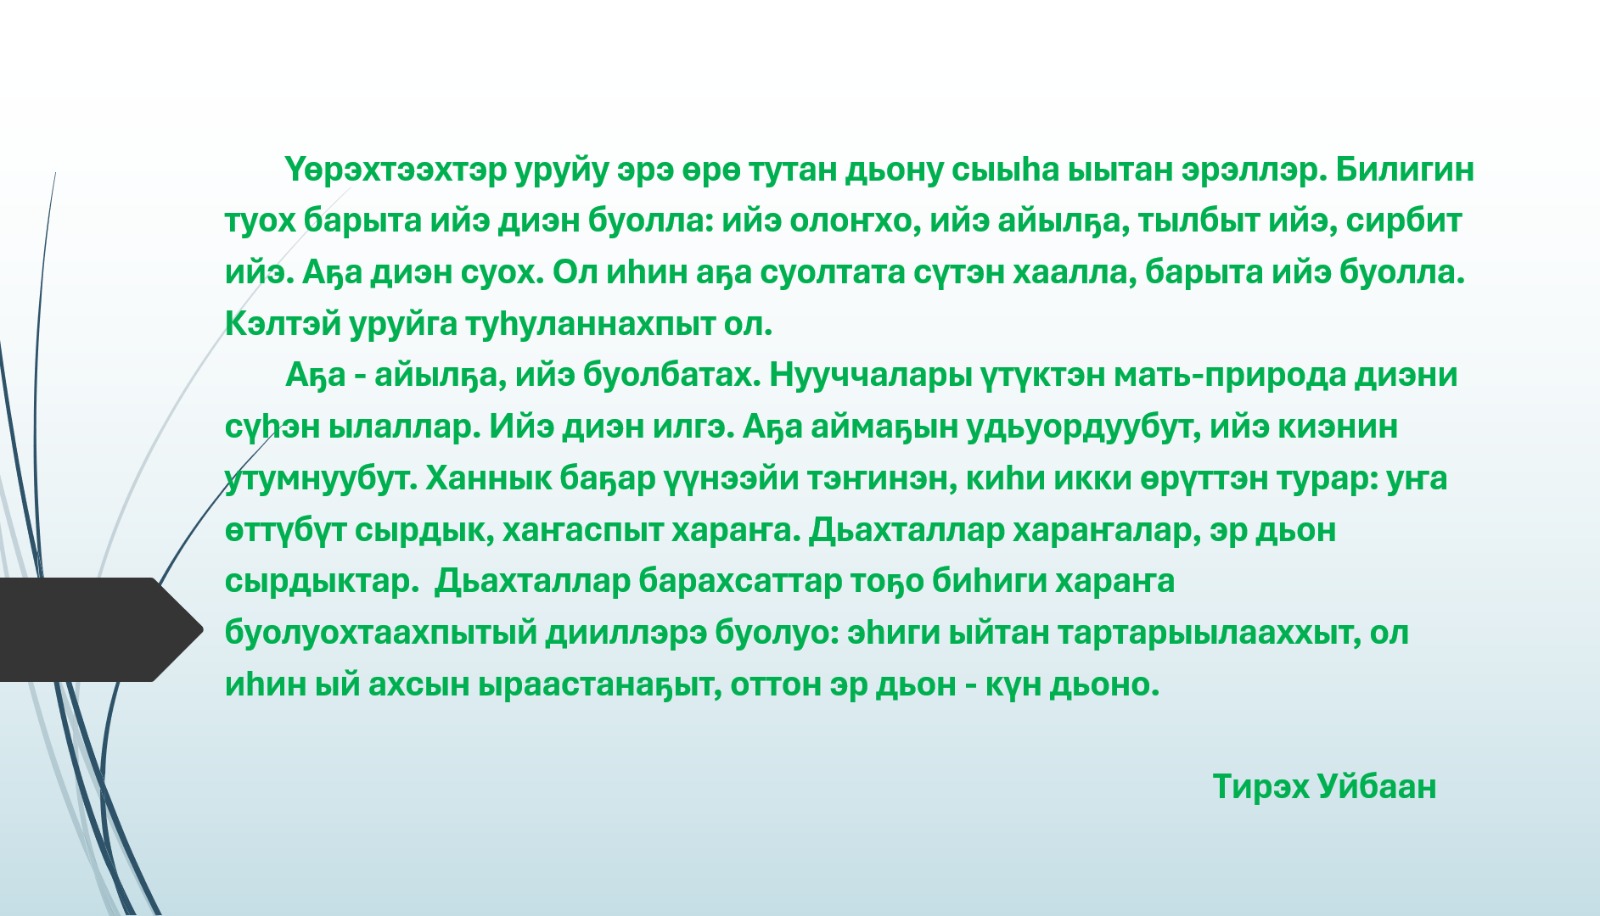 Үөрэхтээхтэр уруйу эрэ өрө тутан дьону сыыһа ыытан эрэллэр. Билигин
туох барыта ийэ диэн буолла: ийэ олоҥхо, ийэ айылҕа, тылбыт ийэ, сирбит
ийэ. Аҕа диэн суох. Ол иһин аҕа суолтата сүтэн хаалла, барыта ийэ буолла.
Кэлтэй уруйга туһуланнахпыт ол.
Аҕа - айылҕа, ийэ буолбатах. Нууччалары үтүктэн мать-природа диэни
сүһэн ылаллар. Ийэ диэн илгэ. Аҕа аймаҕын удьуордуубут, ийэ киэнин
утумнуубут. Ханнык баҕар үүнээйи тэҥинэн, киһи икки өрүттэн турар: уҥа
өттүбүт сырдык, хаҥаспыт хараҥа. Дьахталлар хараҥалар, эр дьон
сырдыктар. Дьахталлар барахсаттар тоҕо биһиги хараҥа
буолуохтаахпытый дииллэрэ буолуо: эһиги ыйтан тартарыылааххыт, ол
иһин ый ахсын ыраастанаҕыт, оттон эр дьон - күн дьоно.
Тирэх Уйбаан